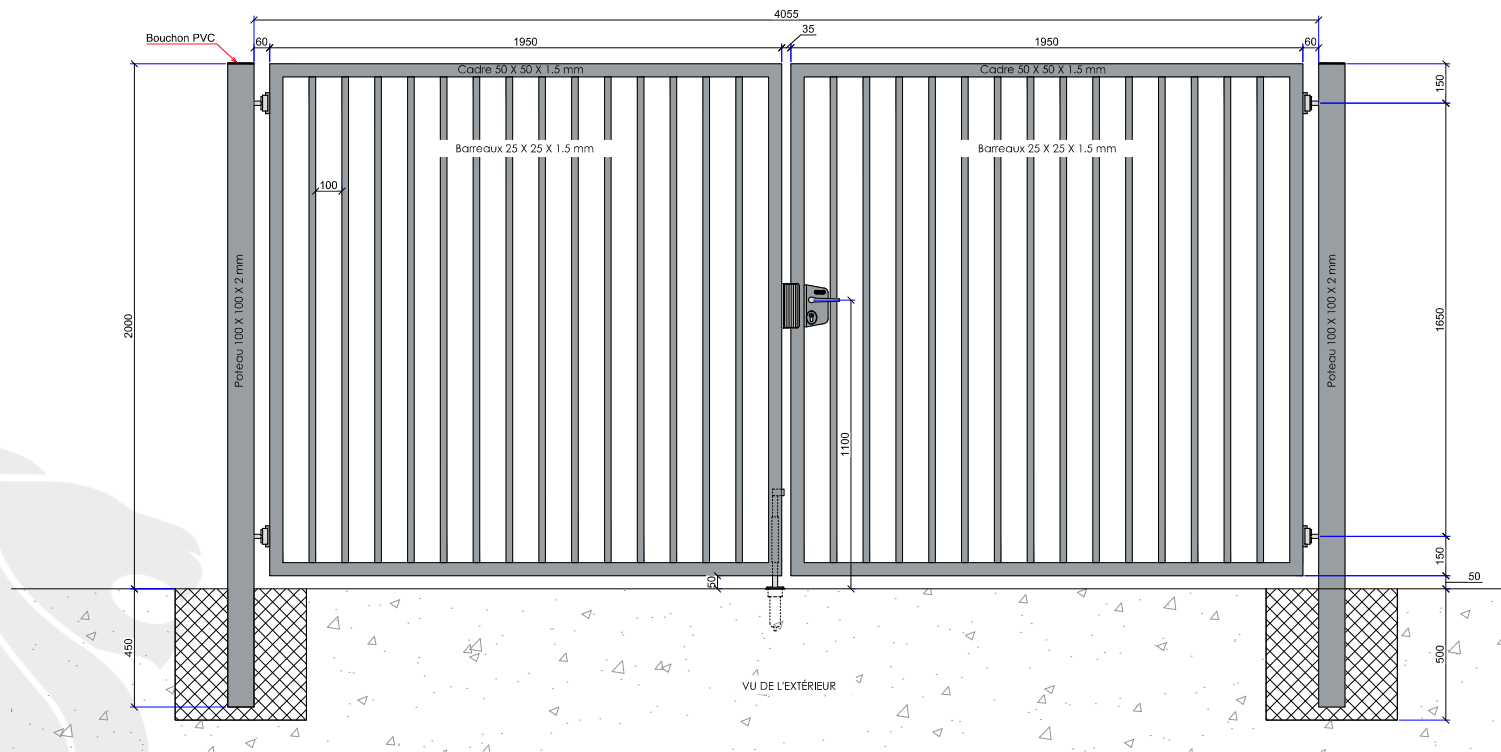 4055
Bouchon PVC
60
1950
35
1950
60
Cadre 50 X 50 X 1.5 mm
Cadre 50 X 50 X 1.5 mm
150
Barreaux 25 X 25 X 1.5 mm
Barreaux 25 X 25 X 1.5 mm
100
2000
Poteau 100 X 100 X 2 mm
Poteau 100 X 100 X 2 mm
1650
1100
150
50
50
450
500
VU DE L'EXTÉRIEUR